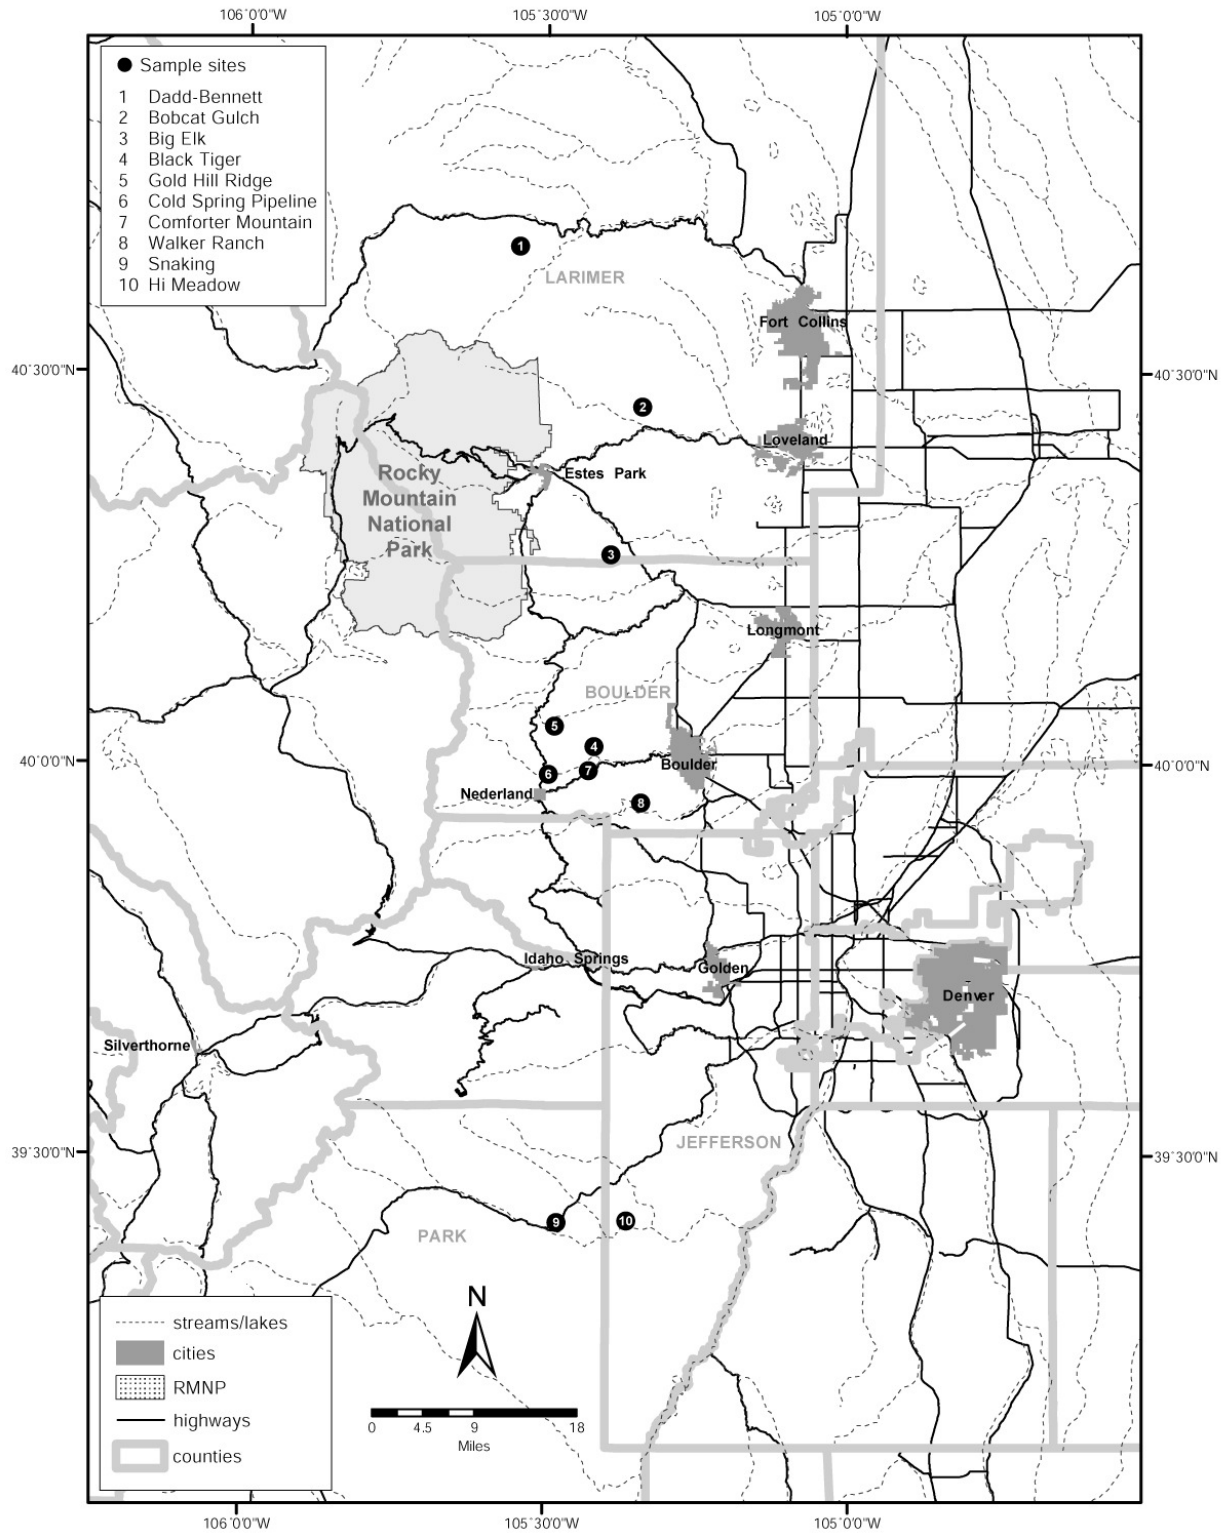 106°0'0"W 105°30'0"W 105°0'0"W
Sample sites
1 Dadd-Bennett
2 Bobcat Gulch
3 Big Elk
4 Black Tiger
5 Gold Hill Ridge
6 Cold Spring Pipeline
7 Comforter Mountain
8 Walker Ranch
9 Snaking
10 Hi Meadow
1
LARIMER
Fort Collins
40°30'0"N 40°30'0"N
2
Loveland
Estes Park
Rocky
Mountain
National
Park
3
Longmont
BOULDER
5
4
Boulder
40°0'0"N 40°0'0"N
6 7
Nederland
8
Idaho Springs
Golden
Denver
Silverthorne
JEFFERSON
39°30'0"N 39°30'0"N
9 10
PARK
N
streams/lakes
cities
RMNP
highways
counties
0 4.5 9 18
Miles
106°0'0"W 105°30'0"W 105°0'0"W